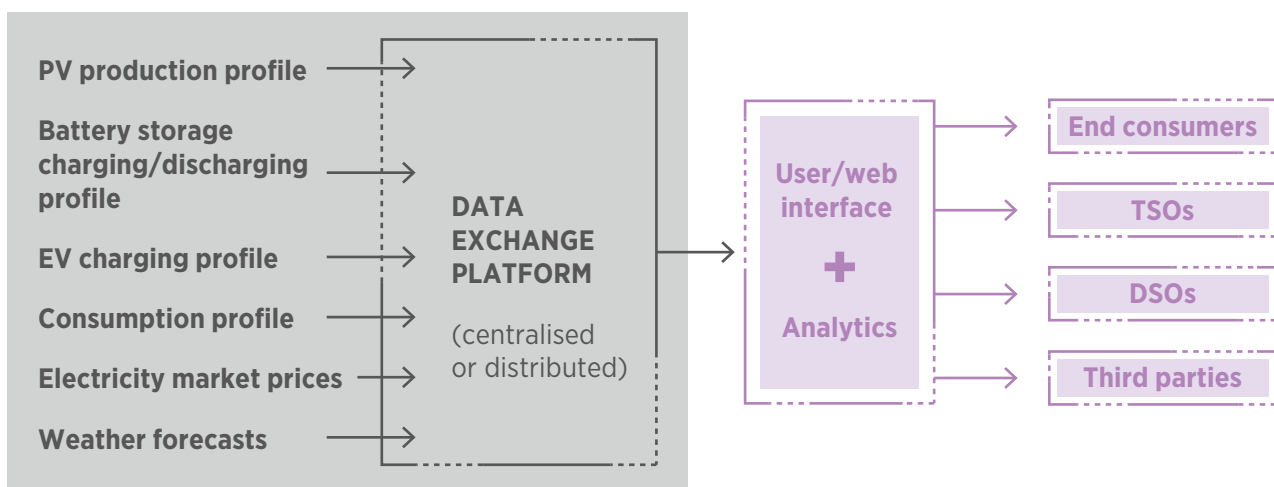 PV production profile
Battery storage
charging/discharging
profile
EV charging profile
Consumption profile
Electricity market prices
Weather forecasts
DATA
EXCHANGE
PLATFORM
(centralised
or distributed)
User/web
interface
+
Analytics
End consumers
TSOs
DSOs
Third parties